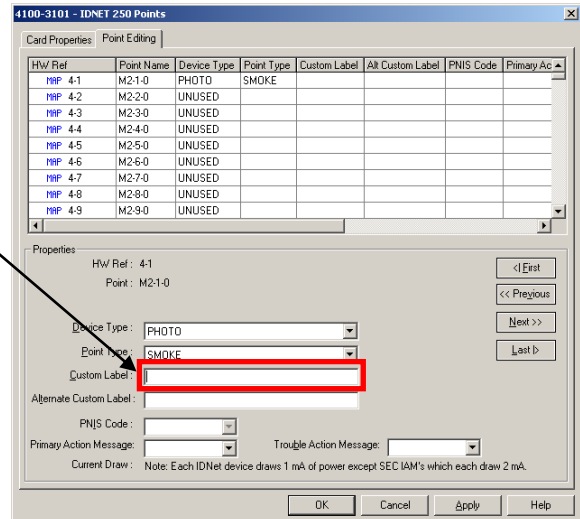 4100-3101 - IDNET 250 Points
Card Properties Point Editing
HW Ref Point Name Device Type Point Type Custom Label Alt Custom Label PNIS Code Primary Ac
MAP 4-1 M2-1-0 PHOTO SMOKE
MAP 4-2 M2-2-0 UNUSED
MAP 4-3 M2-3-0 UNUSED
MAP 4-4 M2-4-0 UNUSED
MAP 4-5 M2-5-0 UNUSED
MAP 4-6 M2-6-0 UNUSED
MAP 4-7 M2-7-0 UNUSED
MAP 4-8 M2-8-0 UNUSED
MAP 4-9 M2-9-0 UNUSED
Properties
HW Ref : 4-1
Point : M2-1-0
<| First
<< Previous
Next >>
Last |>
Device Type : PHOTO
Point Type : SMOKE
Custom Label :
Alternate Custom Label :
PNIS Code :
Primary Action Message: Trouble Action Message:
Current Draw : Note: Each IDNet device draws 1 mA of power except SEC IAM's which each draw 2 mA.
OK Cancel Apply Help